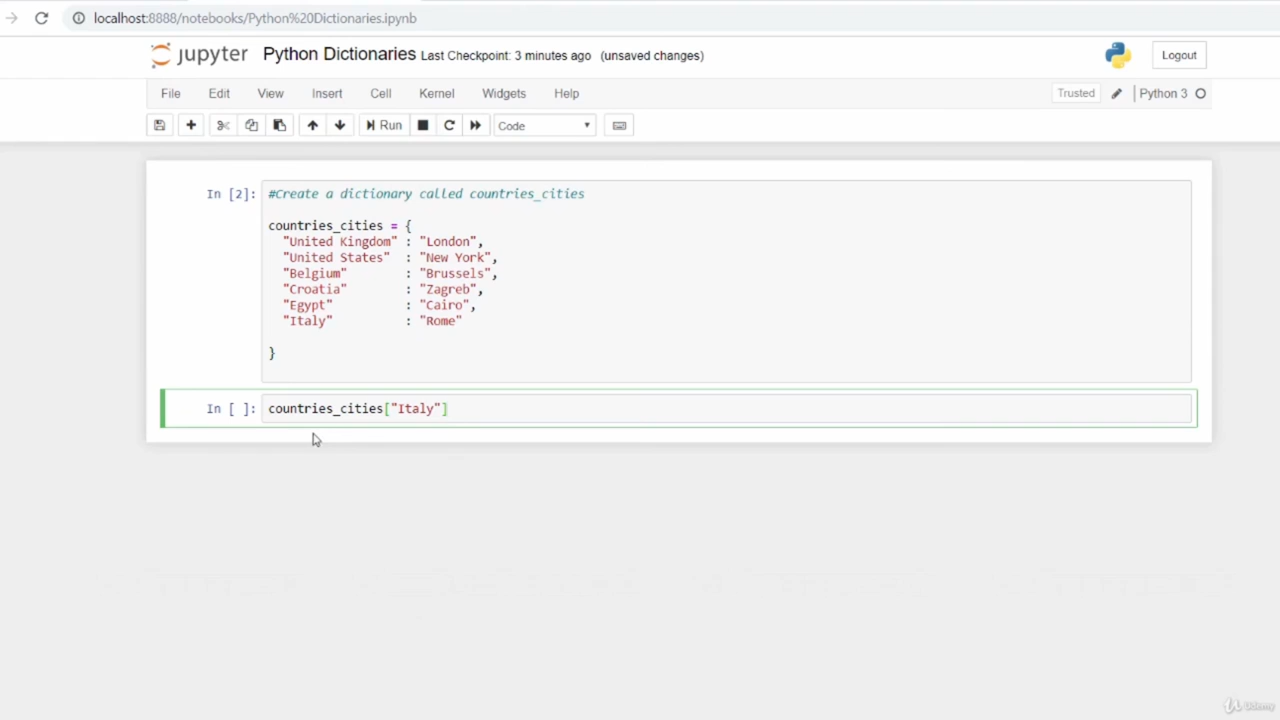 localhost:8888/notebooks/Python%20Dictionaries.ipynb
jupyter Python Dictionaries Last Checkpoint: 3 minutes ago (unsaved changes) Logout
File Edit View Insert Cell Kernel Widgets Help Trusted Python 3
Run Code
In [2]: #Create a dictionary called countries_cities
countries_cities = {
"United Kingdom" : "London",
"United States" : "New York",
"Belgium" : "Brussels",
"Croatia" : "Zagreb",
"Egypt" : "Cairo",
"Italy" : "Rome"
}
In [ ]: countries_cities["Italy"]
Udemy